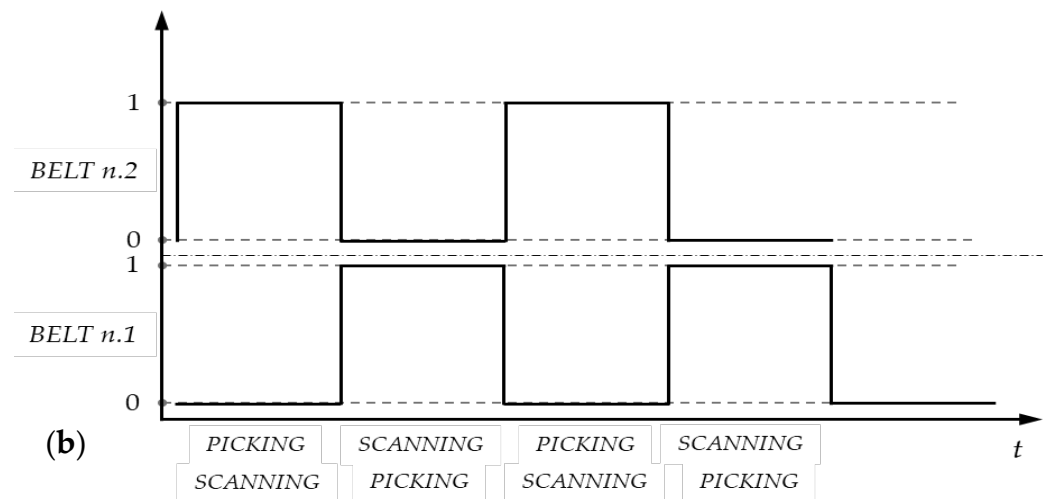 1
BELT n.2
0
1
BELT n.1
0
(b)
PICKING SCANNING PICKING SCANNING
t
SCANNING PICKING SCANNING PICKING